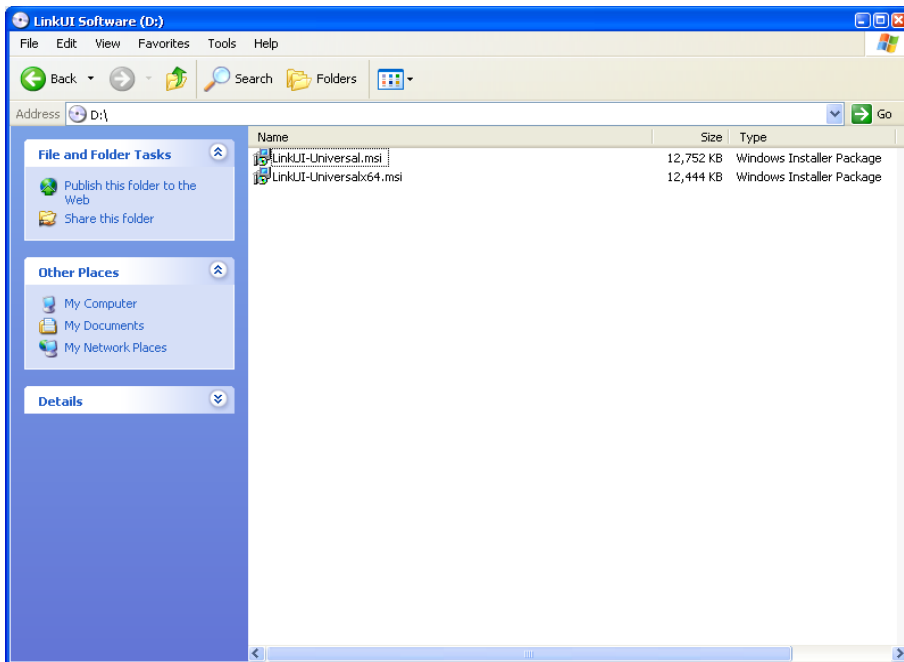 LinkUI Software (D:)
File Edit View Favorites Tools Help
Back Search Folders
Address D:\ Go
File and Folder Tasks
Publish this folder to the
Web
Share this folder
Other Places
My Computer
My Documents
My Network Places
Details
Name Size Type
LinkUI-Universal.msi 12,752 KB Windows Installer Package
LinkUI-Universalx64.msi 12,444 KB Windows Installer Package